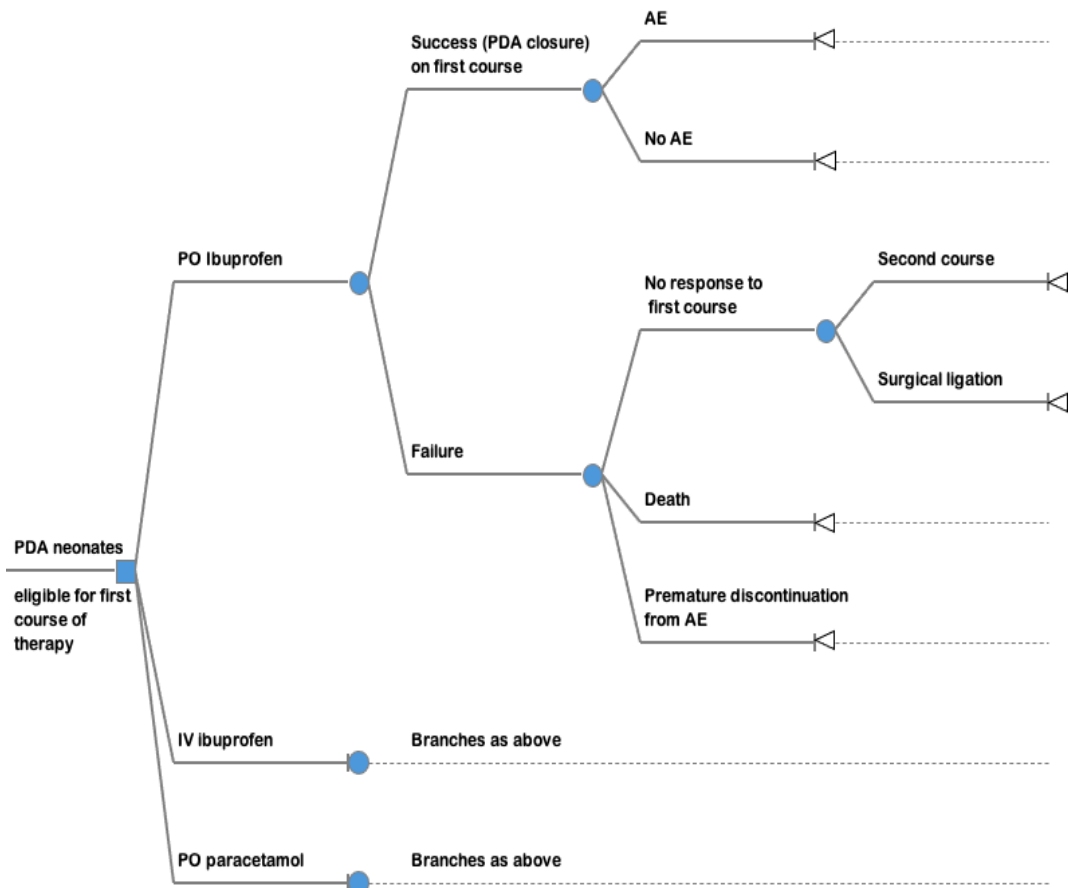 AE
Success (PDA closure)
on first course
No AE
PO Ibuprofen
Second course
No response to
first course
Surgical ligation
Failure
Death
PDA neonates
eligible for first
course of
therapy
Premature discontinuation
from AE
IV ibuprofen
Branches as above
PO paracetamol
Branches as above